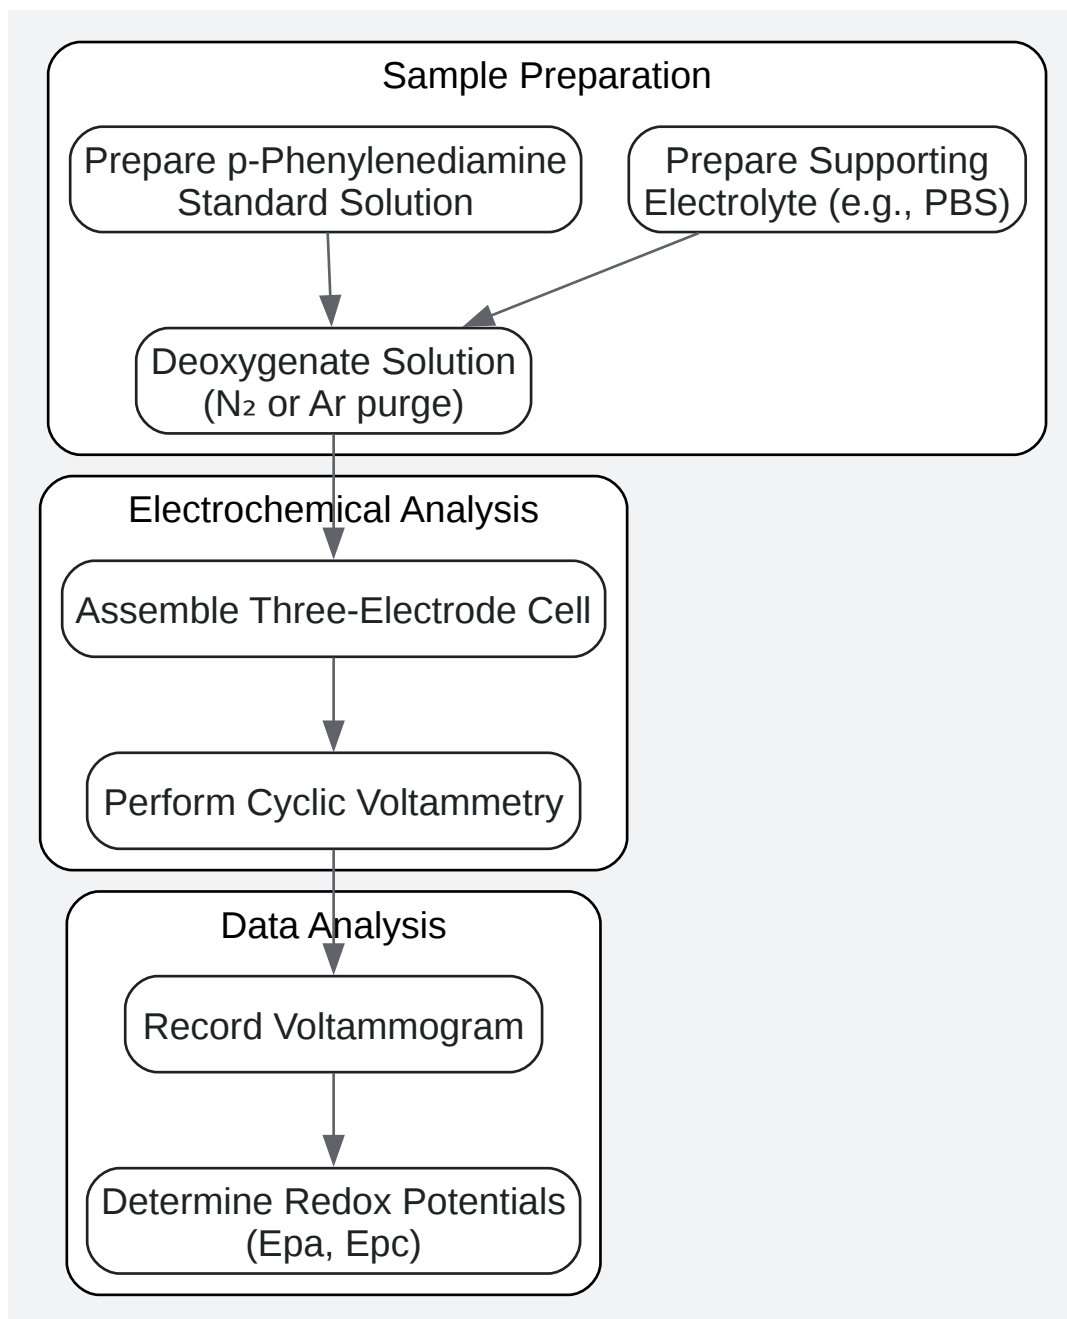 Sample Preparation
Prepare p-Phenylenediamine
Standard Solution
Prepare Supporting
Electrolyte (e.g., PBS)
Deoxygenate Solution
(N₂ or Ar purge)
Electrochemical Analysis
Assemble Three-Electrode Cell
Perform Cyclic Voltammetry
Data Analysis
Record Voltammogram
Determine Redox Potentials
(Epa, Epc)